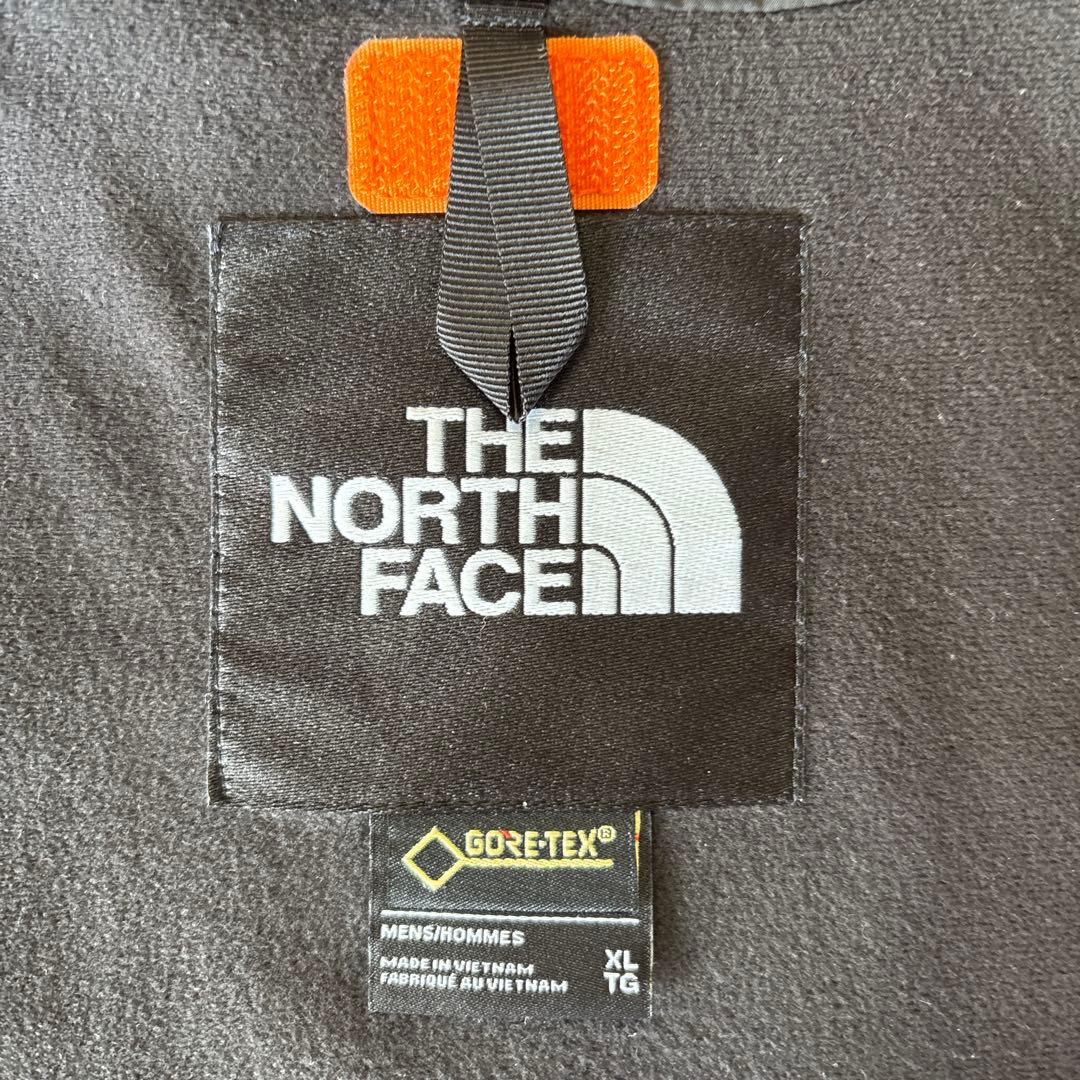 THE
NORTH
FACE
GORE-TEX®
MENS/HOMMES
MADE IN VIETNAM
FABRIQUÉ AU VIETNAM
XL
TG